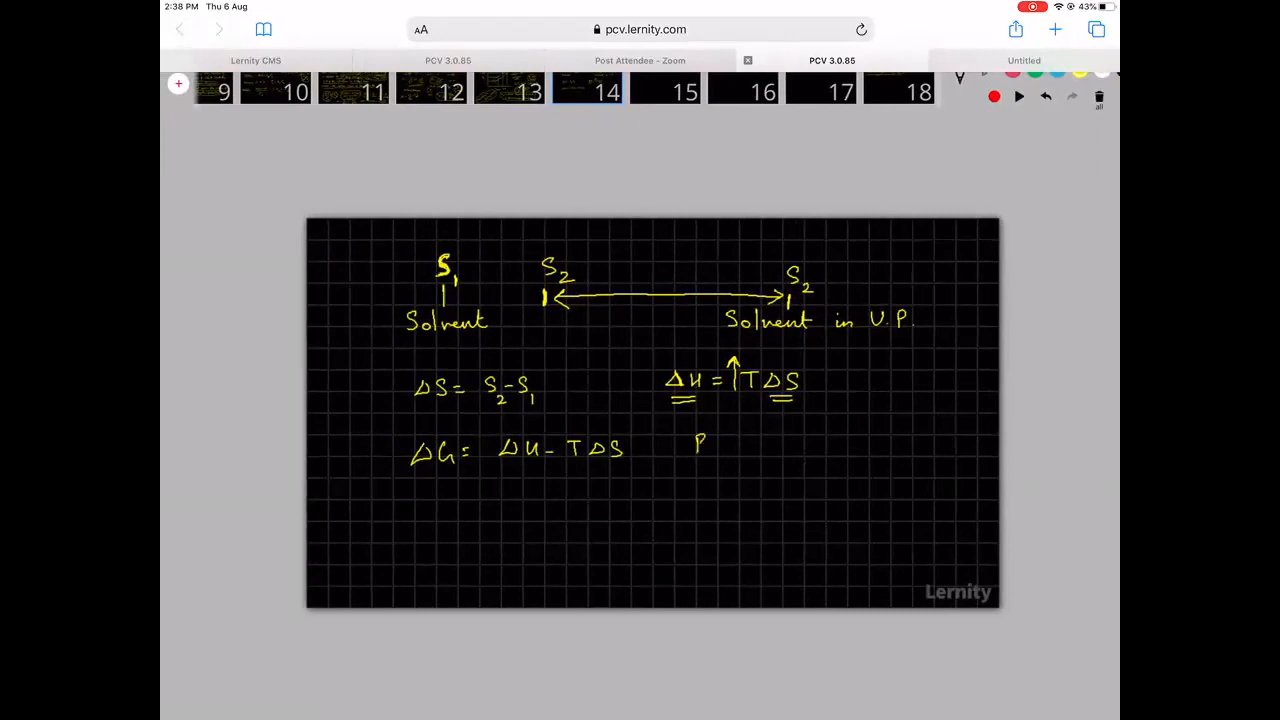 2:38 PM Thu 6 Aug
43%
AA
pcv.lernity.com
Lernity CMS
PCV 3.0.85
Post Attendee - Zoom
PCV 3.0.85
Untitled
9 10 11 12 13 14 15 16 17 18
all
S₁ S₂ S₂
Solvent Solvent in V.P.
ΔS = S₂-S₁ ΔH = ↑TΔS
ΔG = ΔH - TΔS P
Lernity